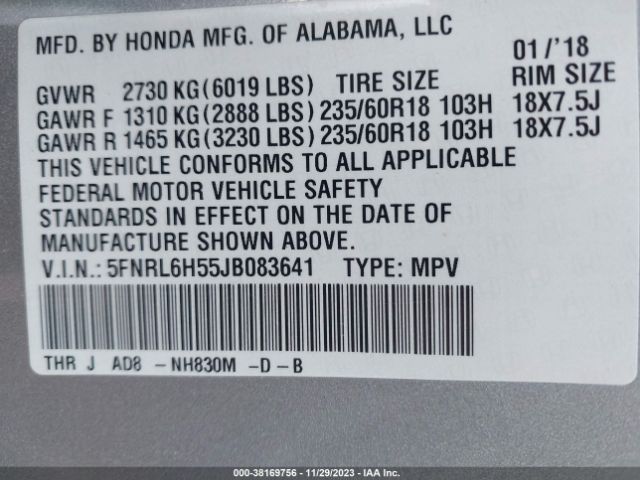 MFD. BY HONDA MFG. OF ALABAMA, LLC
01/'18
GVWR 2730 KG(6019 LBS) TIRE SIZE RIM SIZE
GAWR F 1310 KG(2888 LBS)235/60R18 103H 18X7.5J
GAWR R 1465 KG(3230 LBS)235/60R18 103H 18X7.5J
THIS VEHICLE CONFORMS TO ALL APPLICABLE
FEDERAL MOTOR VEHICLE SAFETY
STANDARDS IN EFFECT ON THE DATE OF
MANUFACTURE SHOWN ABOVE.
V.I.N.: 5FNRL6H55JB083641 TYPE: MPV
THR J AD8 -NH830M -D-B
000-38169756 - 11/29/2023 - IAA Inc.